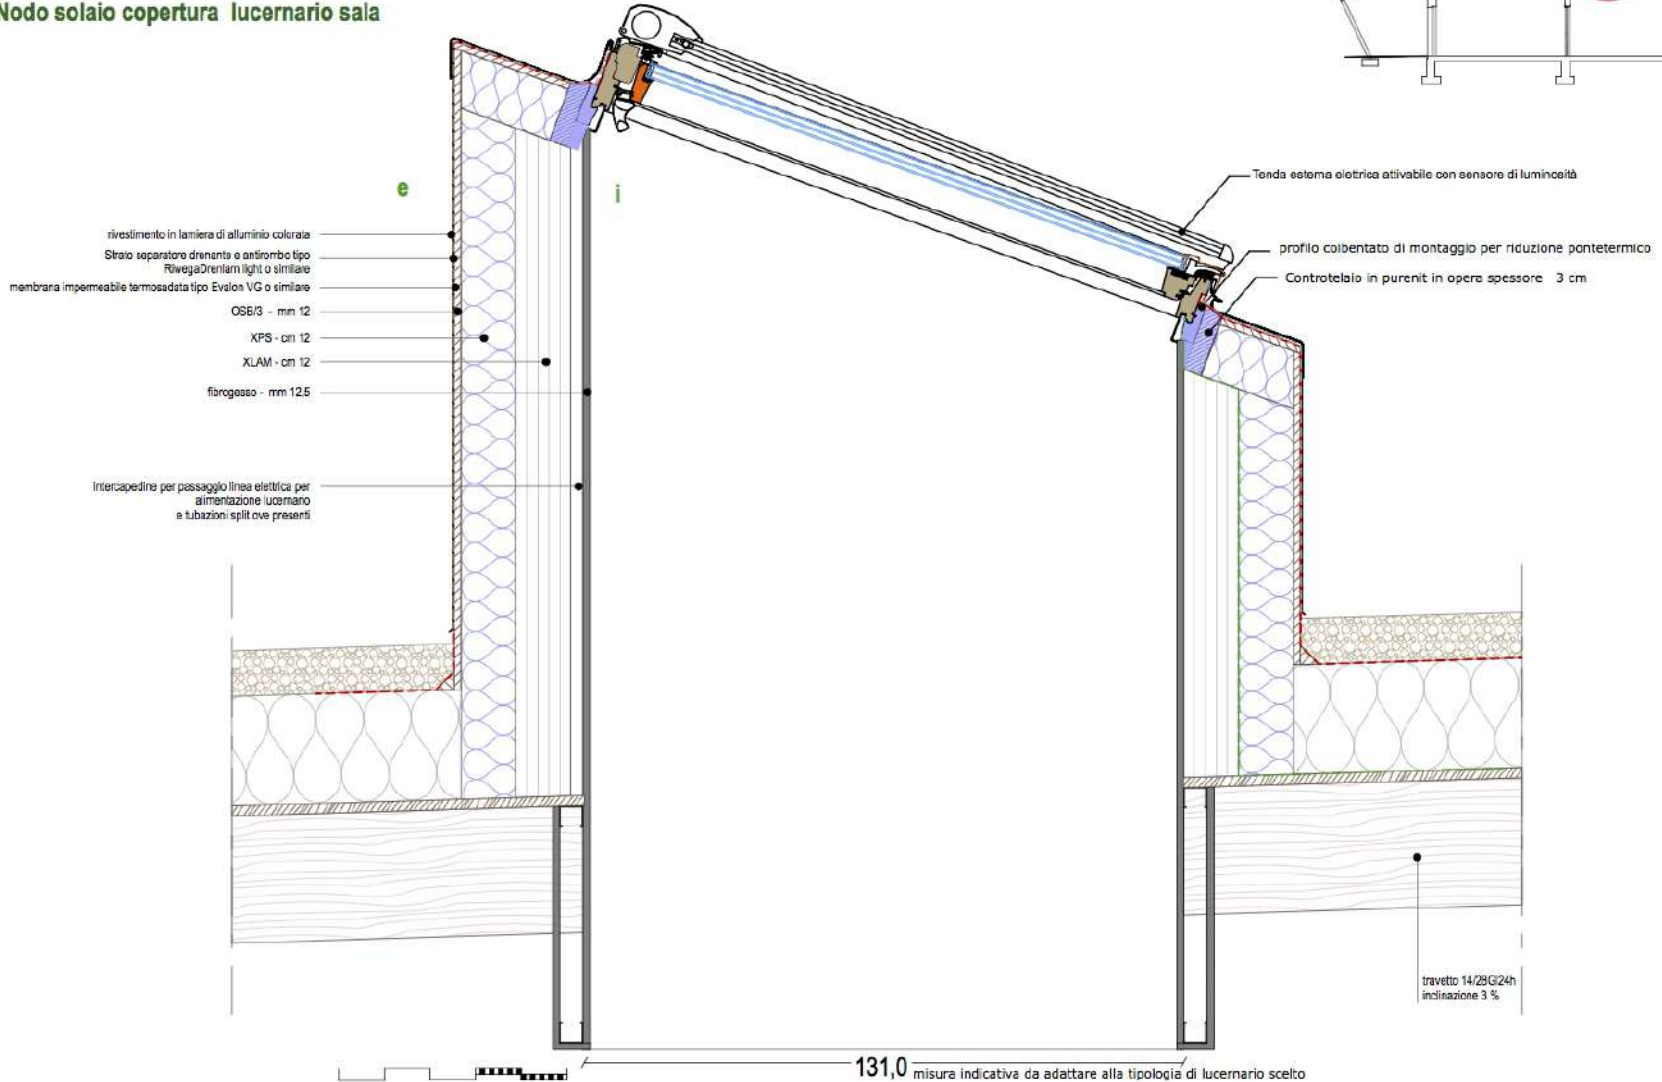 Nodo solaio copertura lucernario sala
e
i
rivestimento in lamiera di alluminio colorata
Strato separatore drenante e antirombo tipo
RiwegaDrenlam light o similare
membrana impermeabile termosadata tipo Evalon VG o similare
OSB/3 - mm 12
XPS - cm 12
XLAM - cm 12
fibrogesso - mm 12,5
intercapedine per passaggio linea elettrica per
alimentazione lucernario
e tubazioni split ove presenti
Tenda esterna elettrica attivabile con sensore di luminosità
profilo coibentato di montaggio per riduzione pontetermico
Controtelaio in purenit in opera spessore 3 cm
travetto 14/28Gl24h
inclinazione 3 %
131,0 misura indicativa da adattare alla tipologia di lucernario scelto